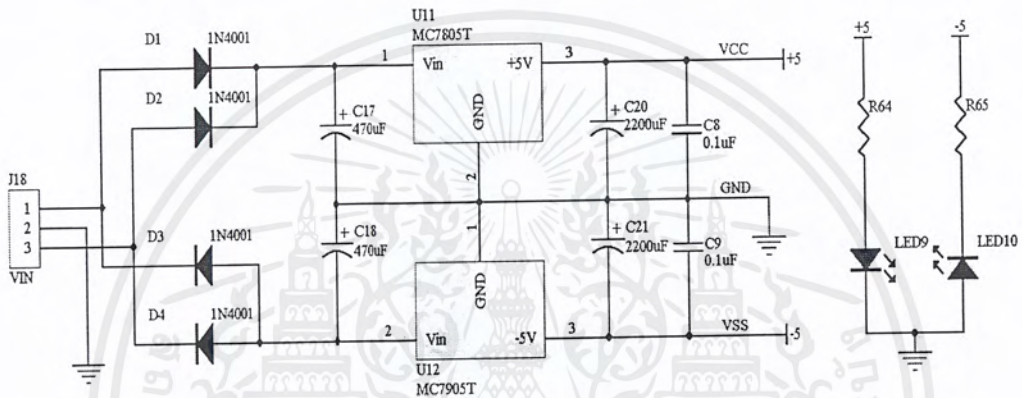 U11
MC7805T
D1 1N4001
1 Vin +5V 3 VCC +5
GND
2
D2 1N4001
+ C17
470uF
+ C20
2200uF
C8
0.1uF
+5
R64
-5
R65
J18
1
2
3
VIN
GND
D3 1N4001
+ C18
470uF
1
+ C21
2200uF
C9
0.1uF
LED9
LED10
D4 1N4001
GND
2 Vin -5V 3 VSS -5
U12
MC7905T